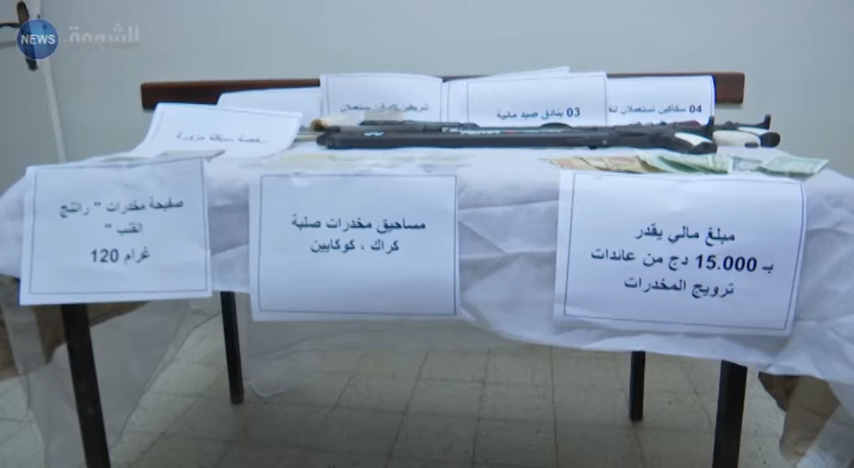 NEWS
الشروق
04 سكاكين تستعملان
03 بنادق صيد مائية
صفيحة مخدرات " راتنج
القنب "
120 غرام
مساحيق مخدرات صلبة
كراك ، كوكايين
مبلغ مالي يقدر
بـ 15.000 دج من عائدات
ترويج المخدرات